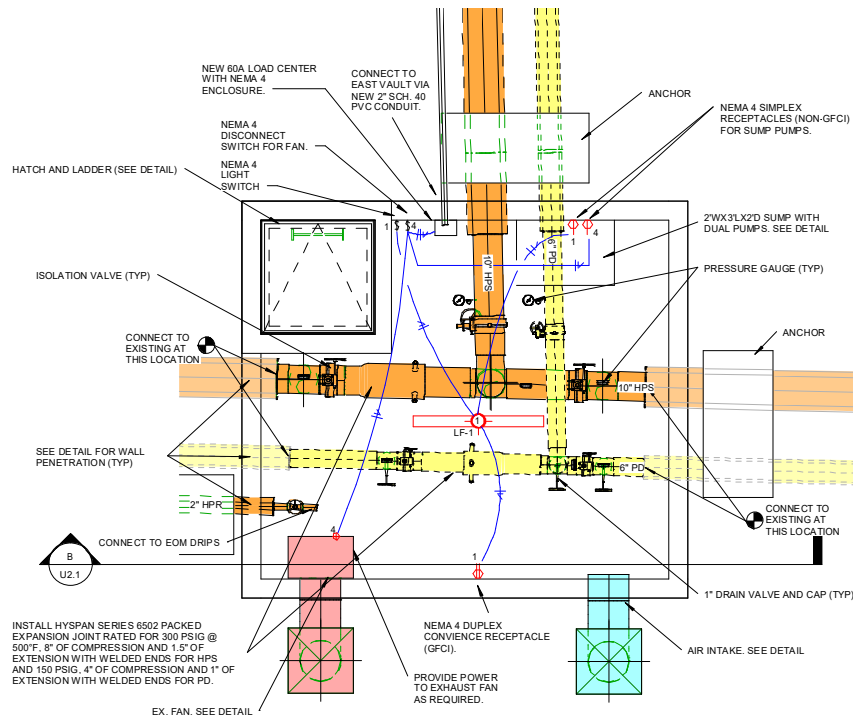 NEW 60A LOAD CENTER
WITH NEMA 4
ENCLOSURE.
CONNECT TO
EAST VAULT VIA
NEW 2" SCH. 40
PVC CONDUIT.
ANCHOR
NEMA 4 SIMPLEX
RECEPTACLES (NON-GFCI)
FOR SUMP PUMPS.
NEMA 4
DISCONNECT
SWITCH FOR FAN.
NEMA 4
LIGHT
SWITCH
HATCH AND LADDER (SEE DETAIL)
1
4
1
4
2'WX3'LX2'D SUMP WITH
DUAL PUMPS. SEE DETAIL
10" HPS
6" PD
ISOLATION VALVE (TYP)
PRESSURE GAUGE (TYP)
CONNECT TO
EXISTING AT
THIS LOCATION
ANCHOR
10" HPS
1
LF-1
SEE DETAIL FOR WALL
PENETRATION (TYP)
6" PD
2" HPR
CONNECT TO EOM DRIPS
CONNECT TO
EXISTING AT
THIS LOCATION
4
1
B
U2.1
1" DRAIN VALVE AND CAP (TYP)
INSTALL HYSPAN SERIES 6502 PACKED
EXPANSION JOINT RATED FOR 300 PSIG @
500°F, 8" OF COMPRESSION AND 1.5" OF
EXTENSION WITH WELDED ENDS FOR HPS
AND 150 PSIG, 4" OF COMPRESSION AND 1" OF
EXTENSION WITH WELDED ENDS FOR PD.
NEMA 4 DUPLEX
CONVIENCE RECEPTACLE
(GFCI).
AIR INTAKE. SEE DETAIL
PROVIDE POWER
TO EXHAUST FAN
AS REQUIRED.
EX. FAN. SEE DETAIL